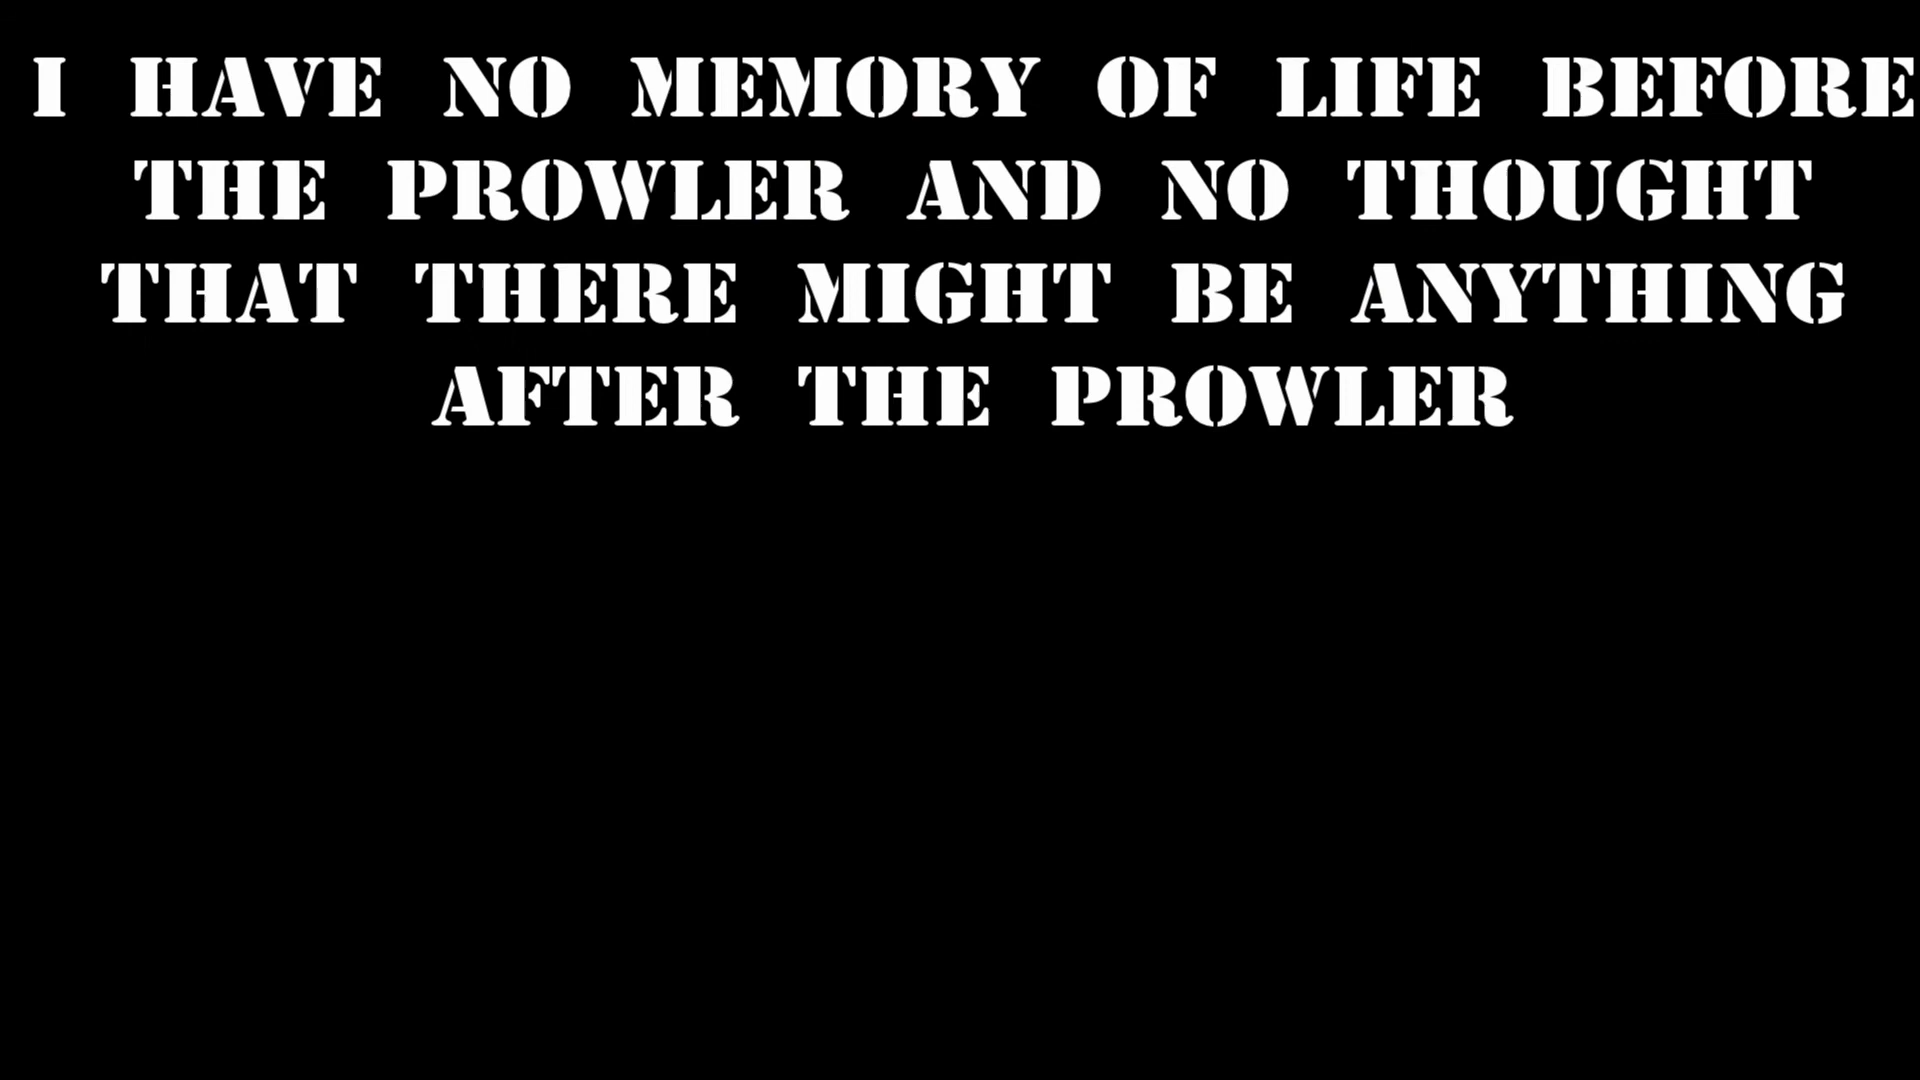 I HAVE NO MEMORY OF LIFE BEFORE
THE PROWLER AND NO THOUGHT
THAT THERE MIGHT BE ANYTHING
AFTER THE PROWLER